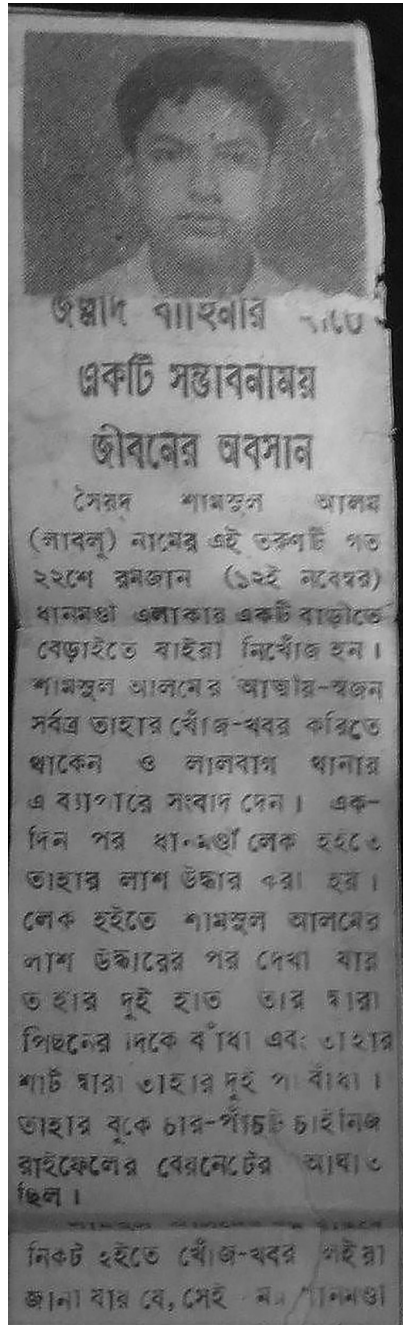 জল্লাদ বাহিনীর হাতে
একটি সম্ভাবনাময়
জীবনের অবসান
সৈয়দ শামসুল আলম
(লাবলু) নামের এই তরুণটি গত
২২শে রমজান (১২ই নবেম্বর)
ধানমণ্ডী এলাকার একটি বাড়ীতে
বেড়াইতে যাইয়া নিখোঁজ হন।
শামসুল আলমের আত্মীয়-স্বজন
সর্বত্র তাহার খোঁজ-খবর করিতে
থাকেন ও লালবাগ থানায়
এ ব্যাপারে সংবাদ দেন। এক-
দিন পর ধানমণ্ডী লেক হইতে
তাহার লাশ উদ্ধার করা হয়।
লেক হইতে শামসুল আলমের
লাশ উদ্ধারের পর দেখা যায়
তাহার দুই হাত তার দ্বারা
পিছনের দিকে বাঁধা এবং তাহার
শার্ট দ্বারা তাহার দুই পা বাঁধা।
তাহার বুকে চার-পাঁচটি চাইনিজ
রাইফেলের বেয়নেটের আঘাত
ছিল।
নিকট হইতে খোঁজ-খবর লইয়া
জানা যায় যে, সেই ধানমণ্ডী